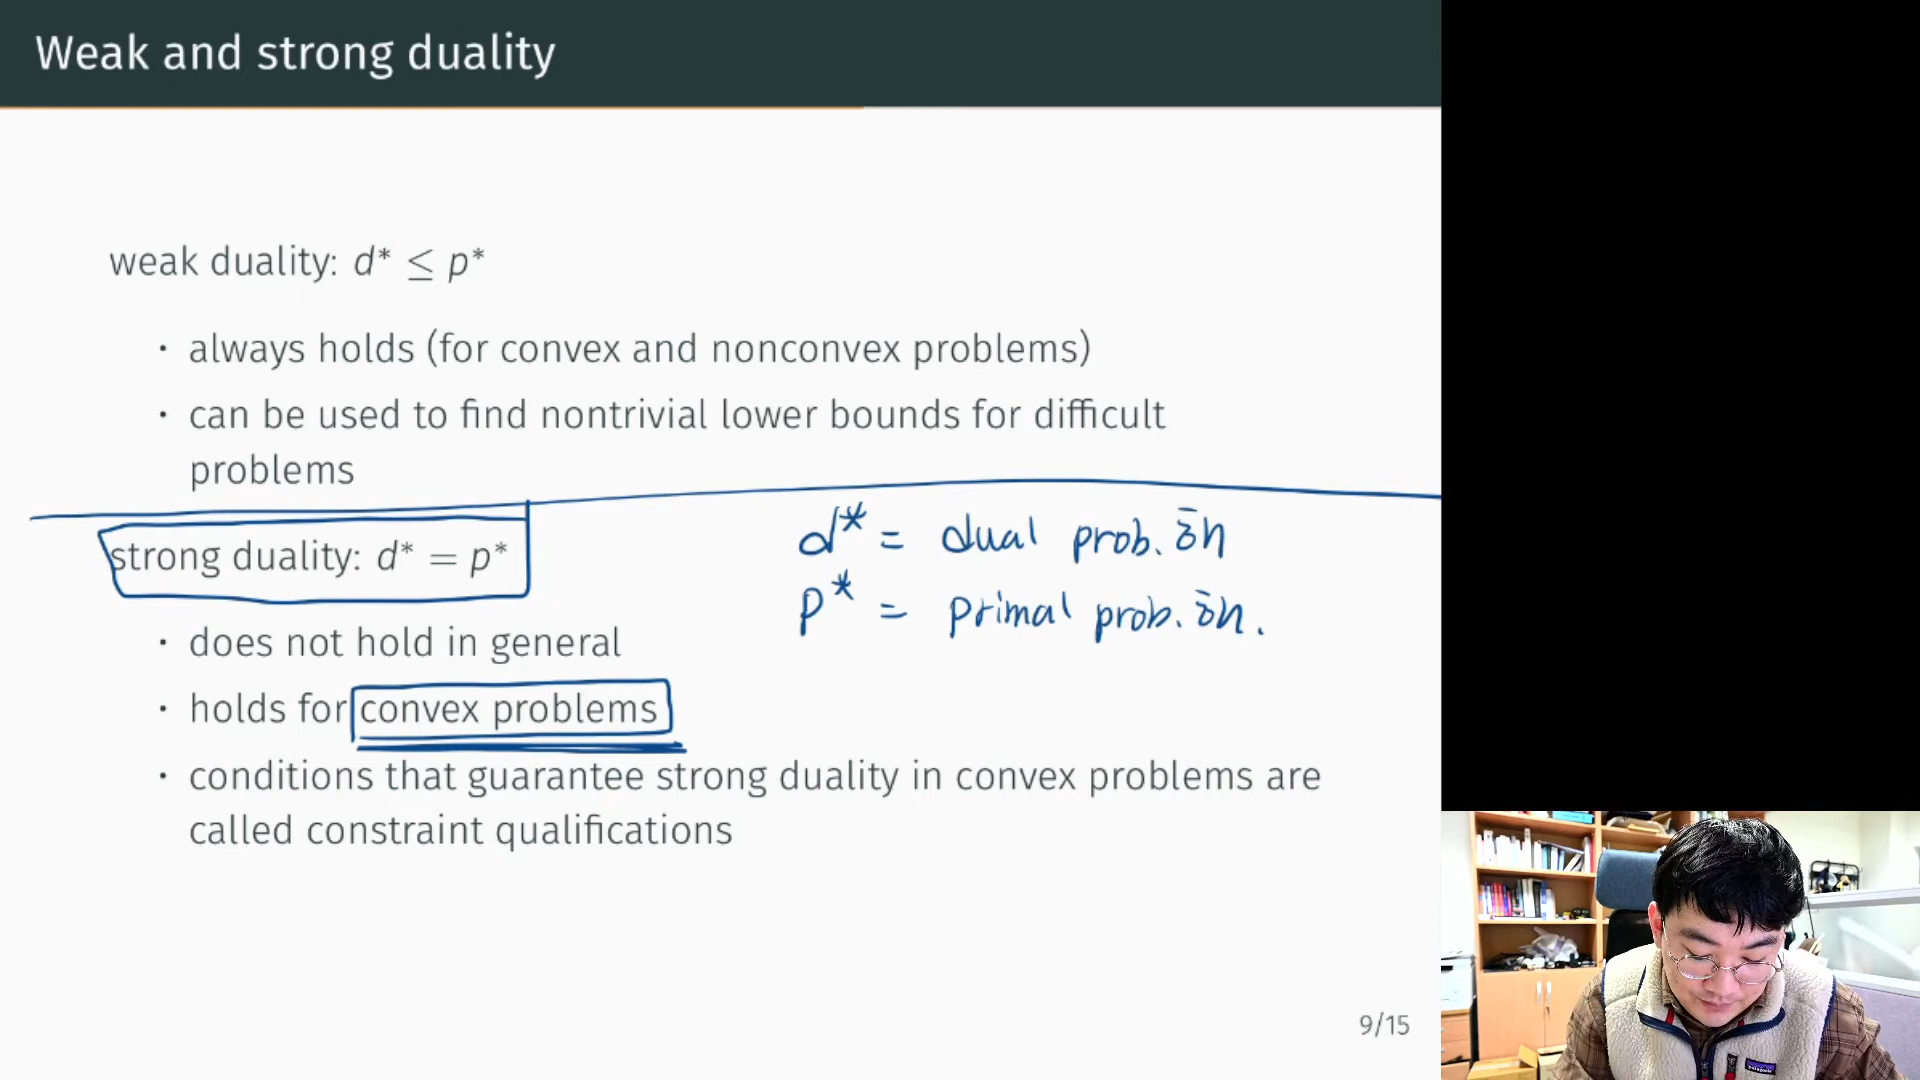 Weak and strong duality
weak duality: d* ≤ p*
· always holds (for convex and nonconvex problems)
· can be used to find nontrivial lower bounds for difficult
problems
strong duality: d* = p*
d* = dual prob. 해
p* = primal prob. 해.
· does not hold in general
· holds for convex problems
· conditions that guarantee strong duality in convex problems are
called constraint qualifications
9/15
patagonia